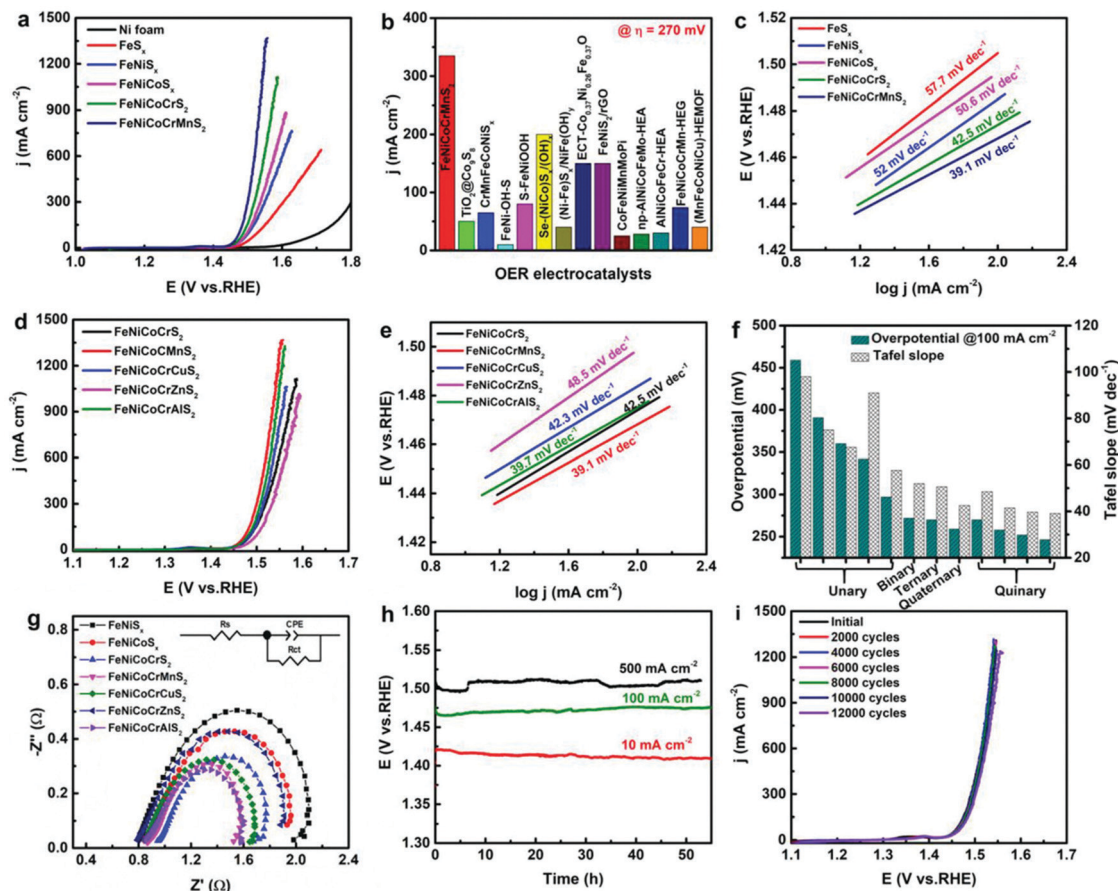 a
1350
1200
900
600
300
0
1.0
1.2
1.4
1.6
1.8
j (mA cm⁻²)
E (V vs.RHE)
Ni foam
FeSₓ
FeNiSₓ
FeNiCoSₓ
FeNiCoCrS₂
FeNiCoCrMnS₂
b
@ η = 270 mV
400
300
200
100
0
j (mA cm⁻²)
FeNiCoCrMnS₂
TiO₂@Co₉S₈
CrMnFeCoNiSₓ
FeNi-OH-S
S-FeNiOOH
Se-(NiCo)Sₓ/(OH)ₓ
(Ni-Fe)Sₓ/NiFe(OH)ᵧ
ECT-Co₀.₃₇Ni₀.₂₆Fe₀.₃₇O
FeNiS₂/rGO
CoFeNiMnMoPi
np-AlNiCoFeMo-HEA
AlNiCoFeCr-HEA
FeNiCoCrMn-HEG
(MnFeCoNiCu)-HEMOF
OER electrocatalysts
c
1.52
1.50
1.48
1.46
1.44
1.42
0.8
1.2
1.6
2.0
2.4
E (V vs.RHE)
log j (mA cm⁻²)
FeSₓ
FeNiSₓ
FeNiCoSₓ
FeNiCoCrS₂
FeNiCoCrMnS₂
57.7 mV dec⁻¹
50.6 mV dec⁻¹
52 mV dec⁻¹
42.5 mV dec⁻¹
39.1 mV dec⁻¹
d
1500
1200
900
600
300
0
1.1
1.2
1.3
1.4
1.5
1.6
1.7
j (mA cm⁻²)
E (V vs.RHE)
FeNiCoCrS₂
FeNiCoCMnS₂
FeNiCoCrCuS₂
FeNiCoCrZnS₂
FeNiCoCrAlS₂
e
1.50
1.48
1.46
1.44
1.42
0.4
0.8
1.2
1.6
2.0
2.4
E (V vs.RHE)
log j (mA cm⁻²)
FeNiCoCrS₂
FeNiCoCrMnS₂
FeNiCoCrCuS₂
FeNiCoCrZnS₂
FeNiCoCrAlS₂
48.5 mV dec⁻¹
42.3 mV dec⁻¹
42.5 mV dec⁻¹
39.7 mV dec⁻¹
39.1 mV dec⁻¹
f
500
450
400
350
300
250
Overpotential (mV)
Overpotential @100 mA cm⁻²
Tafel slope
120
100
80
60
40
20
Tafel slope (mV dec⁻¹)
Unary
Binary
Ternary
Quaternary
Quinary
g
0.8
0.6
0.4
0.2
0.0
0.4
0.8
1.2
1.6
2.0
2.4
-Z'' (Ω)
Z' (Ω)
FeNiSₓ
FeNiCoSₓ
FeNiCoCrS₂
FeNiCoCrMnS₂
FeNiCoCrCuS₂
FeNiCoCrZnS₂
FeNiCoCrAlS₂
Rs
CPE
Rct
h
1.60
1.55
1.50
1.45
1.40
1.35
1.30
0
10
20
30
40
50
E (V vs.RHE)
Time (h)
500 mA cm⁻²
100 mA cm⁻²
10 mA cm⁻²
i
1500
1200
900
600
300
0
1.1
1.2
1.3
1.4
1.5
1.6
1.7
j (mA cm⁻²)
E (V vs.RHE)
Initial
2000 cycles
4000 cycles
6000 cycles
8000 cycles
10000 cycles
12000 cycles